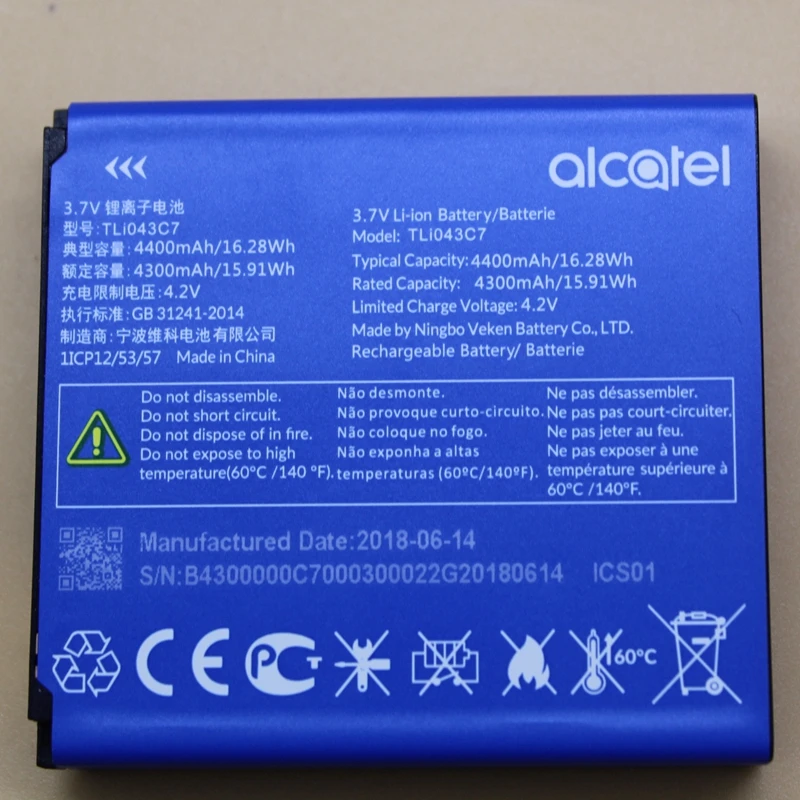 alcatel
3.7V 锂离子电池
型号:TLi043C7
典型容量:4400mAh/16.28Wh
额定容量:4300mAh/15.91Wh
充电限制电压:4.2V
执行标准:GB 31241-2014
制造商:宁波维科电池有限公司
1ICP12/53/57 Made in China
3.7V Li-ion Battery/Batterie
Model: TLi043C7
Typical Capacity:4400mAh/16.28Wh
Rated Capacity: 4300mAh/15.91Wh
Limited Charge Voltage:4.2V
Made by Ningbo Veken Battery Co.,LTD.
Rechargeable Battery/ Batterie
Do not disassemble.
Do not short circuit.
Do not dispose of in fire.
Do not expose to high
temperature(60°C /140 °F).
Não desmonte.
Não provoque curto-circuito.
Não coloque no fogo.
Não exponha a altas
temperaturas (60ºC/140ºF).
Ne pas désassembler.
Ne pas court-circuiter.
Ne pas jeter au feu.
Ne pas exposer à une
température supérieure à
60°C /140°F.
Manufactured Date:2018-06-14
S/N:B4300000C7000300022G20180614 ICS01
CE PCT 60°C